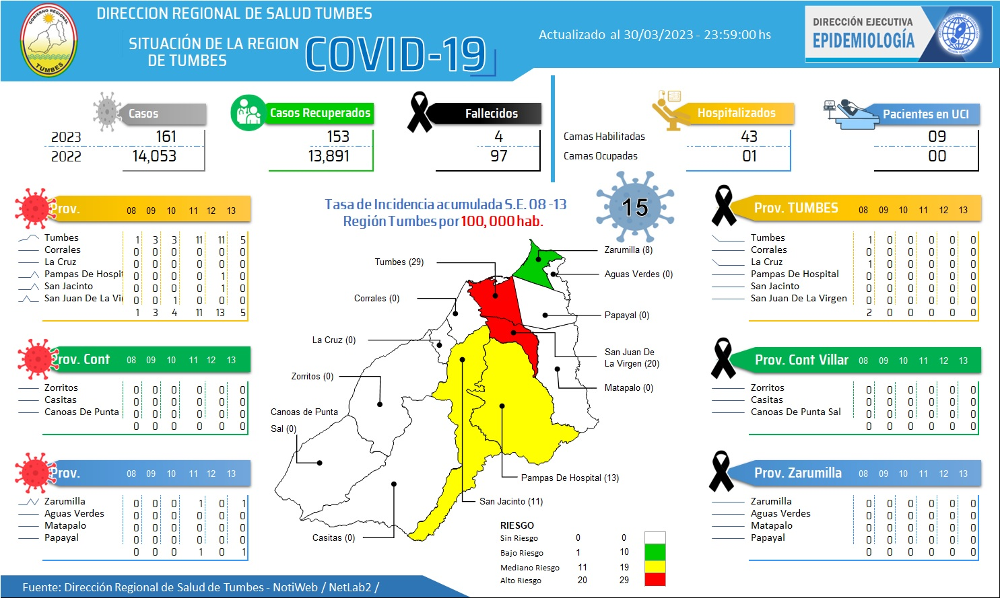 DIRECCION REGIONAL DE SALUD TUMBES
SITUACIÓN DE LA REGION
DE TUMBES
COVID-19
Actualizado al 30/03/2023 - 23:59:00 hs
DIRECCIÓN EJECUTIVA
EPIDEMIOLOGÍA
GOBIERNO REGIONAL
TUMBES
Casos
Casos Recuperados
Fallecidos
Hospitalizados
Pacientes en UCI
2023 161 153 4
2022 14,053 13,891 97
Camas Habilitadas 43 09
Camas Ocupadas 01 00
Prov. 08 09 10 11 12 13
Tumbes 1 3 3 11 11 5
Corrales 0 0 0 0 0 0
La Cruz 0 0 0 0 0 0
Pampas De Hospit 0 0 0 0 1 0
San Jacinto 0 0 0 0 1 0
San Juan De La Vir 0 0 1 0 0 0
1 3 4 11 13 5
Prov. Cont 08 09 10 11 12 13
Zorritos 0 0 0 0 0 0
Casitas 0 0 0 0 0 0
Canoas De Punta 0 0 0 0 0 0
0 0 0 0 0 0
Prov. 08 09 10 11 12 13
Zarumilla 0 0 0 1 0 1
Aguas Verdes 0 0 0 0 0 0
Matapalo 0 0 0 0 0 0
Papayal 0 0 0 0 0 0
0 0 0 1 0 1
Tasa de Incidencia acumulada S.E. 08 -13
Región Tumbes por 100, 000 hab.
15
Zarumilla (8)
Tumbes (29)
Aguas Verdes (0)
Corrales (0)
Papayal (0)
La Cruz (0)
San Juan De
La Virgen (20)
Zorritos (0)
Matapalo (0)
Canoas de Punta
Sal (0)
Pampas De Hospital (13)
San Jacinto (11)
Casitas (0)
RIESGO
Sin Riesgo 0 0
Bajo Riesgo 1 10
Mediano Riesgo 11 19
Alto Riesgo 20 29
Prov. TUMBES 08 09 10 11 12 13
Tumbes 1 0 0 0 0 0
Corrales 0 0 0 0 0 0
La Cruz 1 0 0 0 0 0
Pampas De Hospital 0 0 0 0 0 0
San Jacinto 0 0 0 0 0 0
San Juan De La Virgen 0 0 0 0 0 0
2 0 0 0 0 0
Prov. Cont Villar 08 09 10 11 12 13
Zorritos 0 0 0 0 0 0
Casitas 0 0 0 0 0 0
Canoas De Punta Sal 0 0 0 0 0 0
0 0 0 0 0 0
Prov. Zarumilla 08 09 10 11 12 13
Zarumilla 0 0 0 0 0 0
Aguas Verdes 0 0 0 0 0 0
Matapalo 0 0 0 0 0 0
Papayal 0 0 0 0 0 0
0 0 0 0 0 0
Fuente: Dirección Regional de Salud de Tumbes - NotiWeb / NetLab2 /